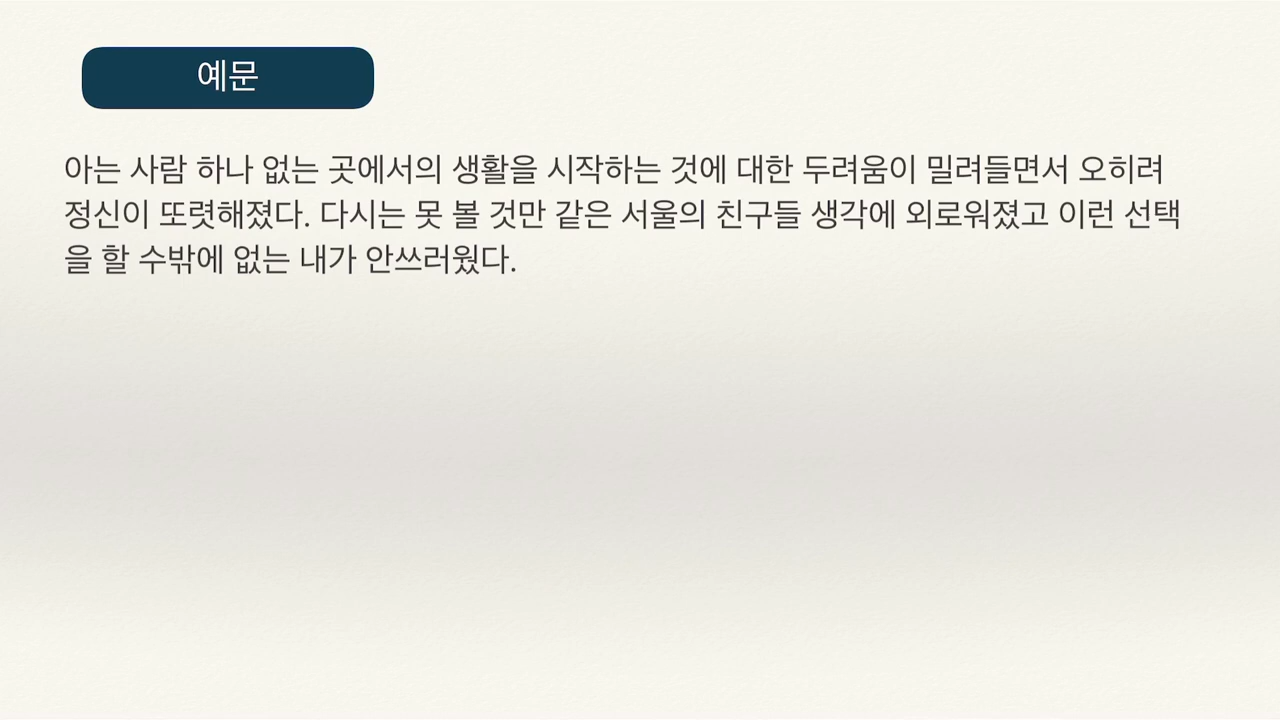 예문
아는 사람 하나 없는 곳에서의 생활을 시작하는 것에 대한 두려움이 밀려들면서 오히려
정신이 또렷해졌다. 다시는 못 볼 것만 같은 서울의 친구들 생각에 외로워졌고 이런 선택
을 할 수밖에 없는 내가 안쓰러웠다.